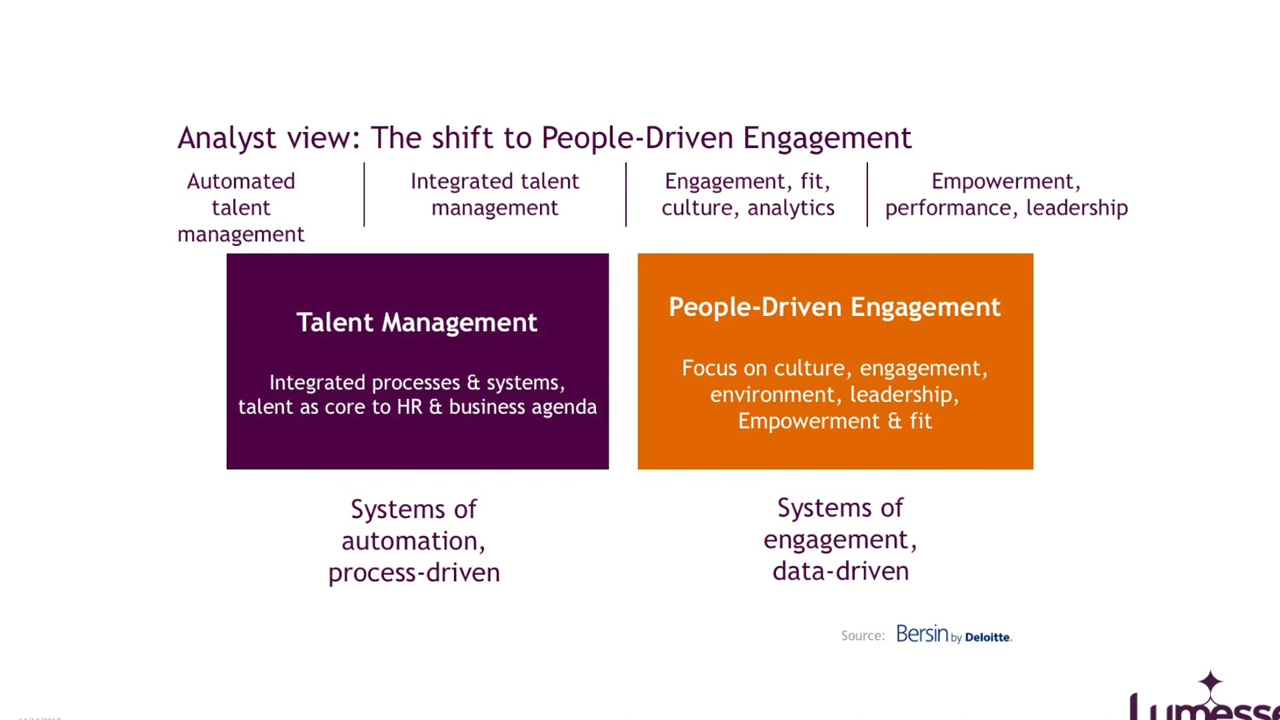 Analyst view: The shift to People-Driven Engagement
Automated
talent
management
Integrated talent
management
Engagement, fit,
culture, analytics
Empowerment,
performance, leadership
Talent Management
Integrated processes & systems,
talent as core to HR & business agenda
People-Driven Engagement
Focus on culture, engagement,
environment, leadership,
Empowerment & fit
Systems of
automation,
process-driven
Systems of
engagement,
data-driven
Source: Bersin by Deloitte.
Lumesse